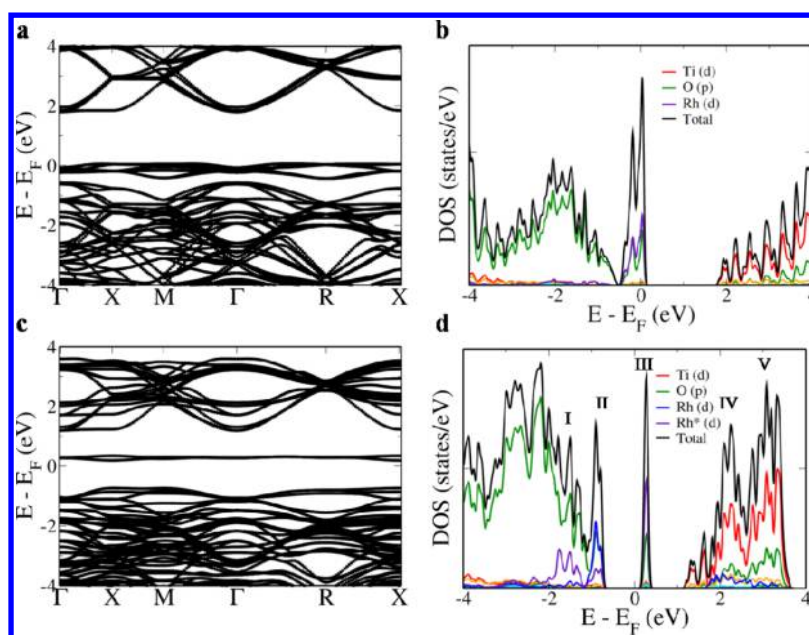 a
4
2
0
-2
-4
E - E_F (eV)
Γ X M Γ R X
b
Ti (d)
O (p)
Rh (d)
Total
DOS (states/eV)
-4 -2 0 2 4
E - E_F (eV)
c
4
2
0
-2
-4
E - E_F (eV)
Γ X M Γ R X
d
I II III IV V
Ti (d)
O (p)
Rh (d)
Rh* (d)
Total
DOS (states/eV)
-4 -2 0 2 4
E - E_F (eV)